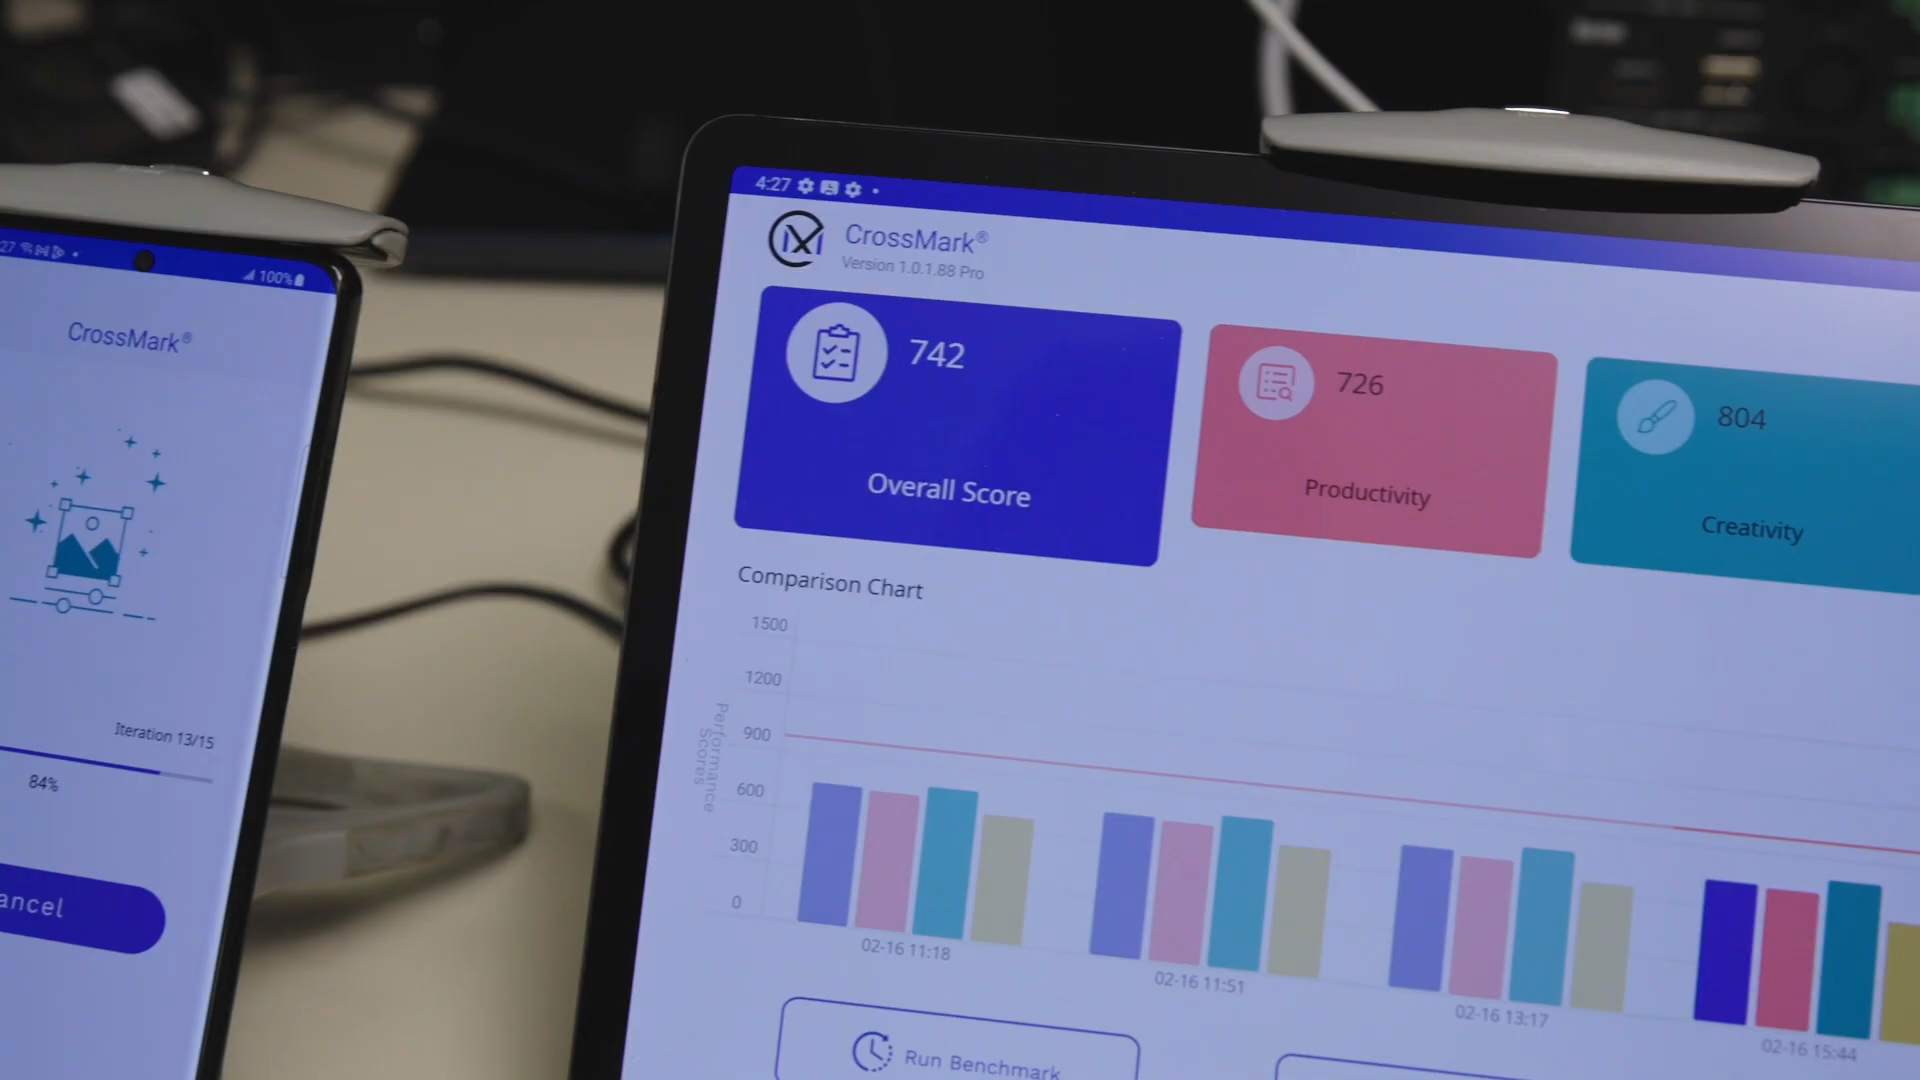 27
100%
CrossMark®
Iteration 13/15
84%
ancel
4:27
CrossMark®
Version 1.0.1.88 Pro
742
Overall Score
726
Productivity
804
Creativity
Comparison Chart
1500
1200
900
600
300
0
Performance
Scores
02-16 11:18
02-16 11:51
02-16 13:17
02-16 15:44
Run Benchmark